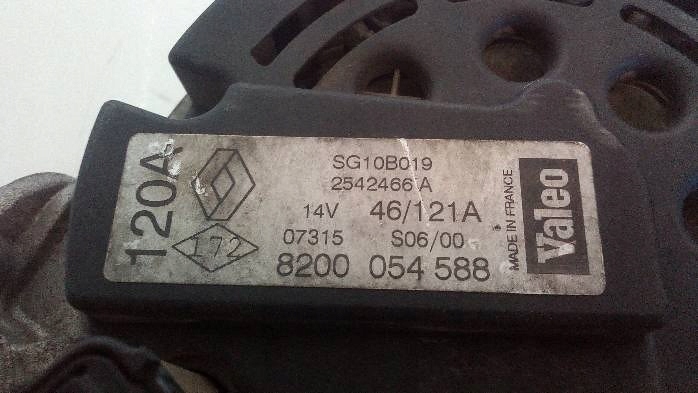 120A
172
SG10B019
2542466 A
14V 46/121A
07315 S06/00
8200 054 588
MADE IN FRANCE
Valeo